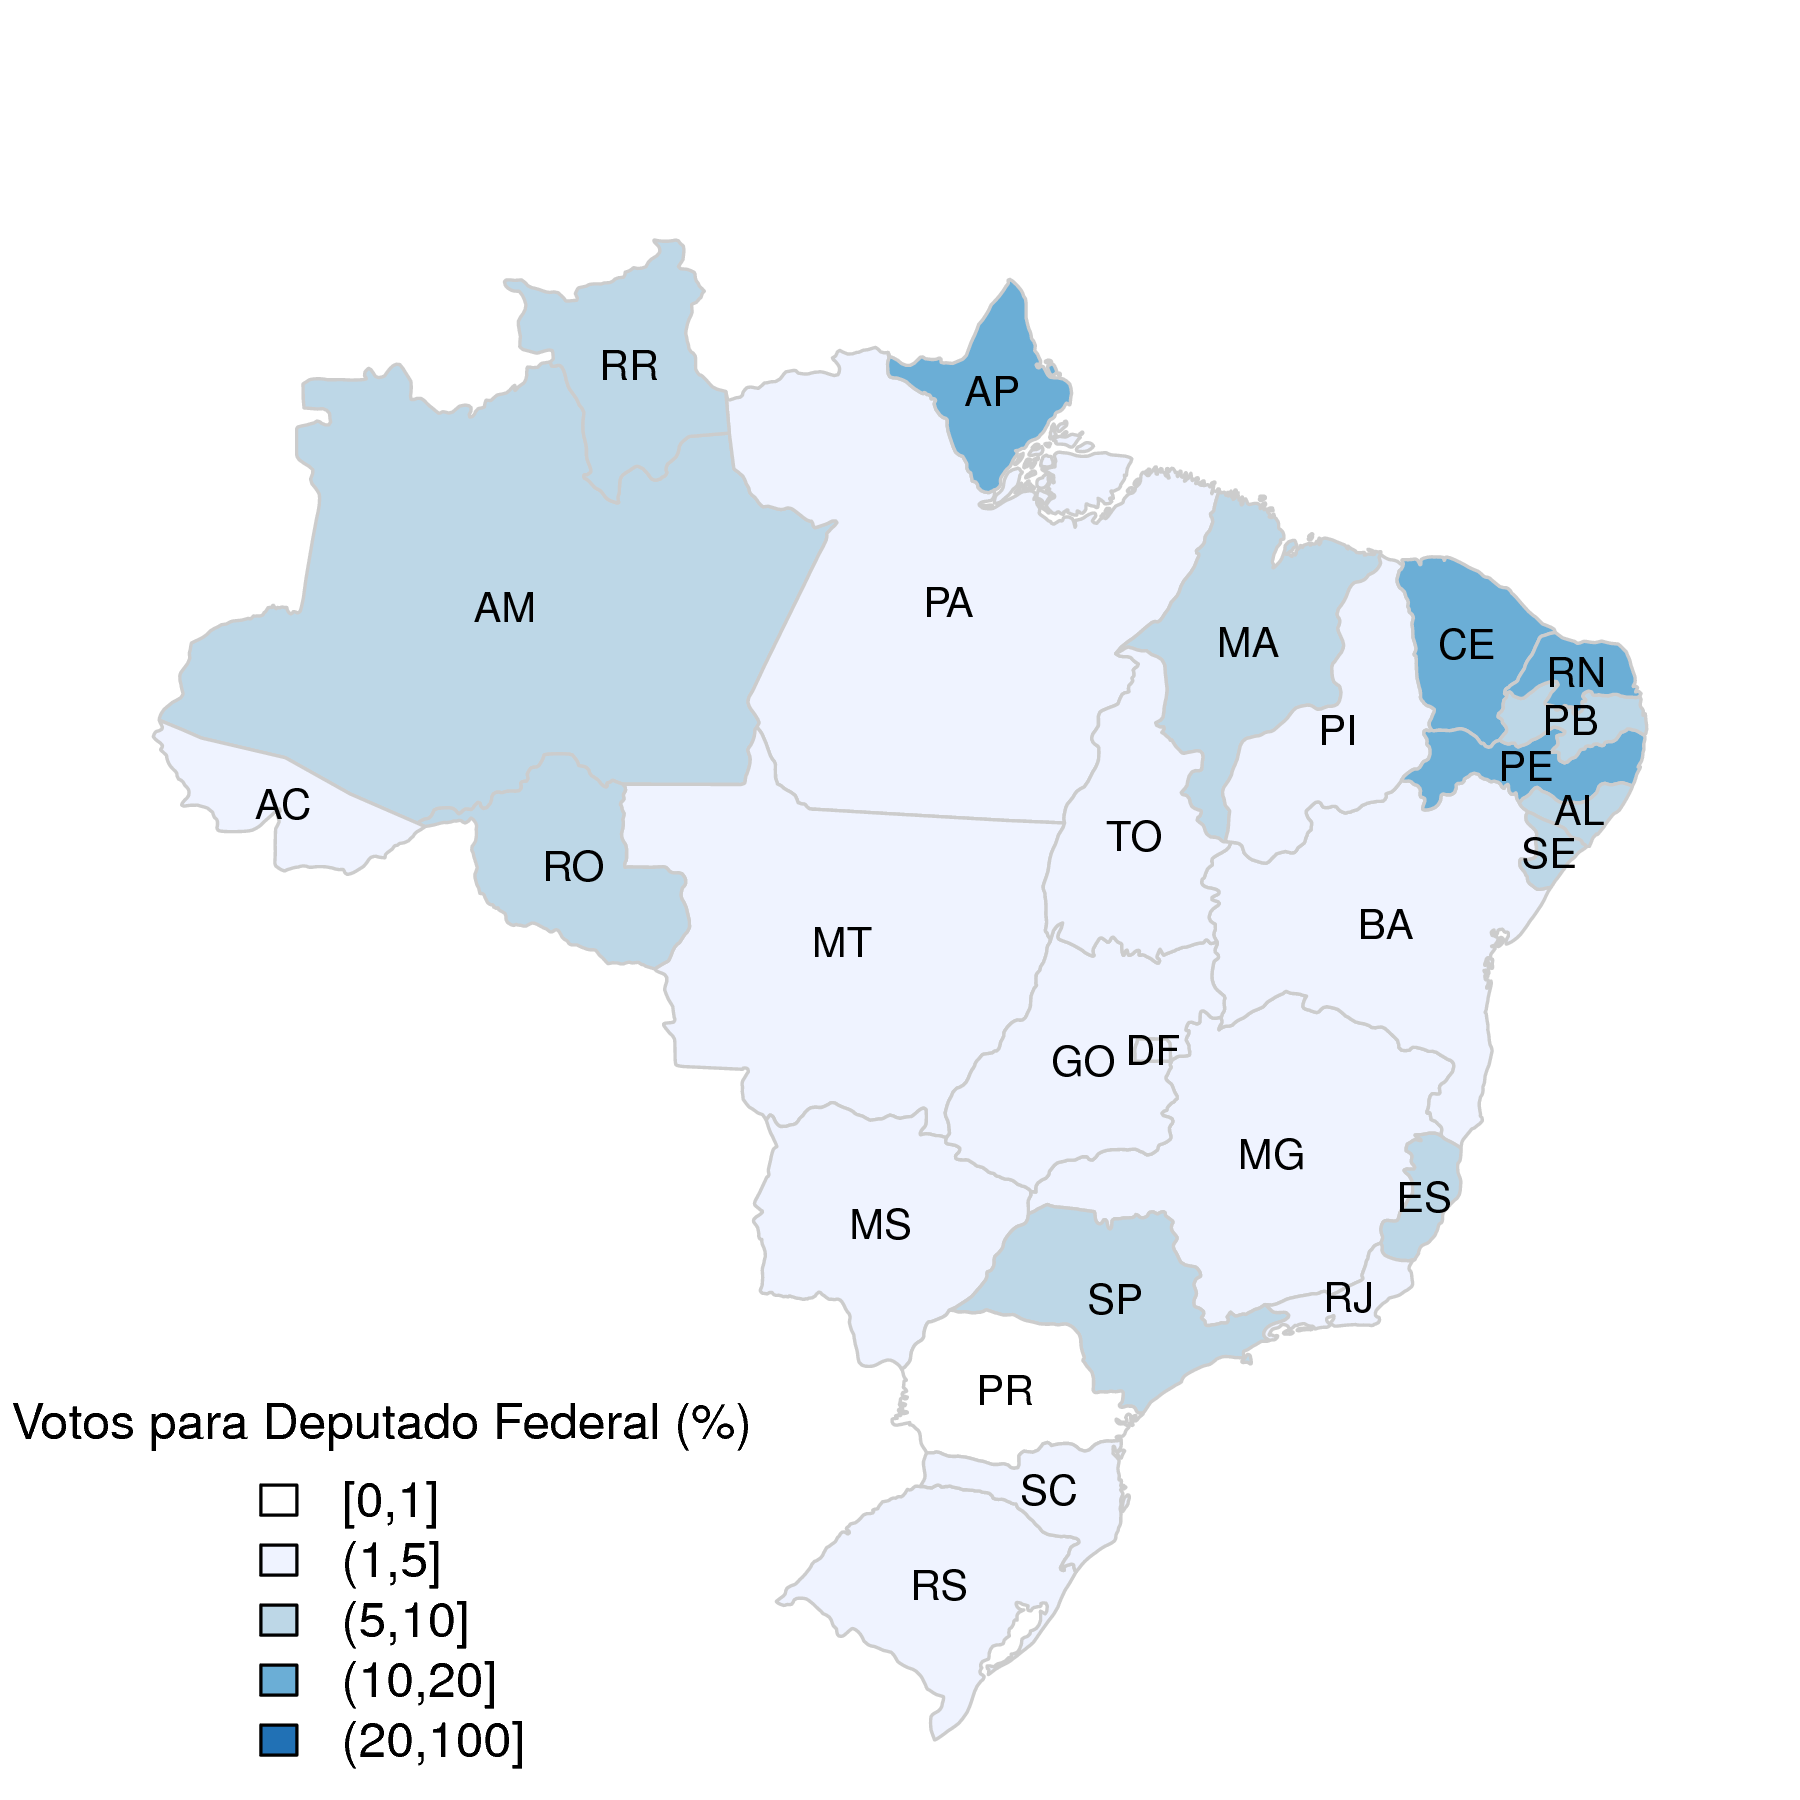 RR
AP
AM
PA
MA
CE
RN
PB
PI
PE
AC
AL
TO
SE
RO
BA
MT
DF
GO
MG
ES
MS
SP
RJ
PR
Votos para Deputado Federal (%)
SC
[0,1]
(1,5]
RS
(5,10]
(10,20]
(20,100]